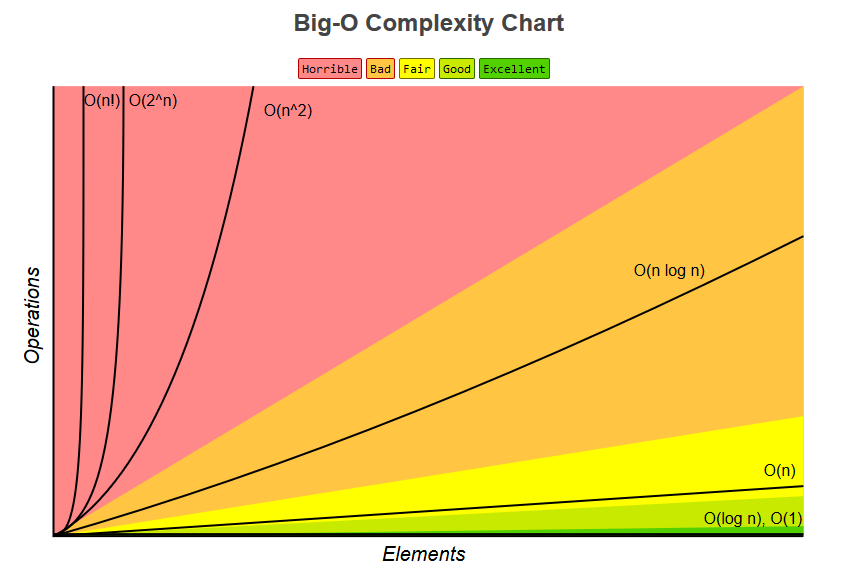 Big-O Complexity Chart
Horrible Bad Fair Good Excellent
O(n!) O(2^n)
O(n^2)
O(n log n)
O(n)
O(log n), O(1)
Operations
Elements